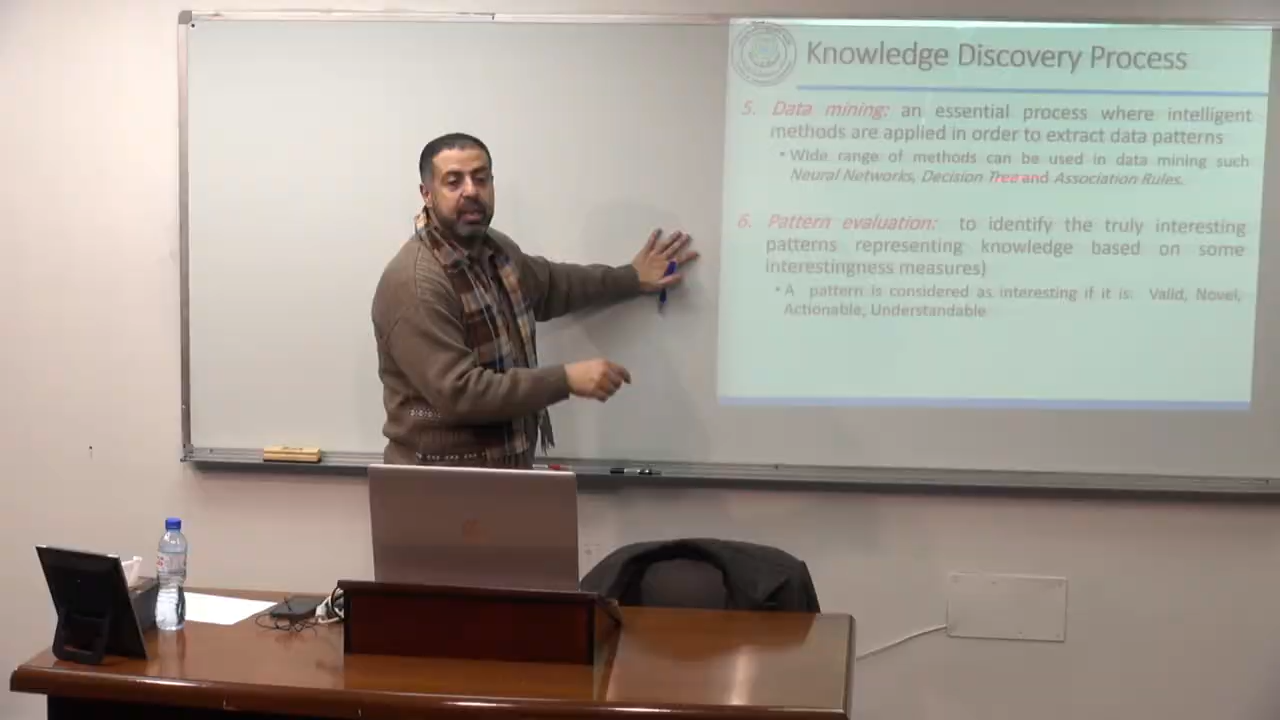 Knowledge Discovery Process
5. Data mining: an essential process where intelligent
methods are applied in order to extract data patterns
• Wide range of methods can be used in data mining such
Neural Networks, Decision Tree and Association Rules.
6. Pattern evaluation: to identify the truly interesting
patterns representing knowledge based on some
interestingness measures)
• A pattern is considered as interesting if it is: Valid, Novel,
Actionable, Understandable